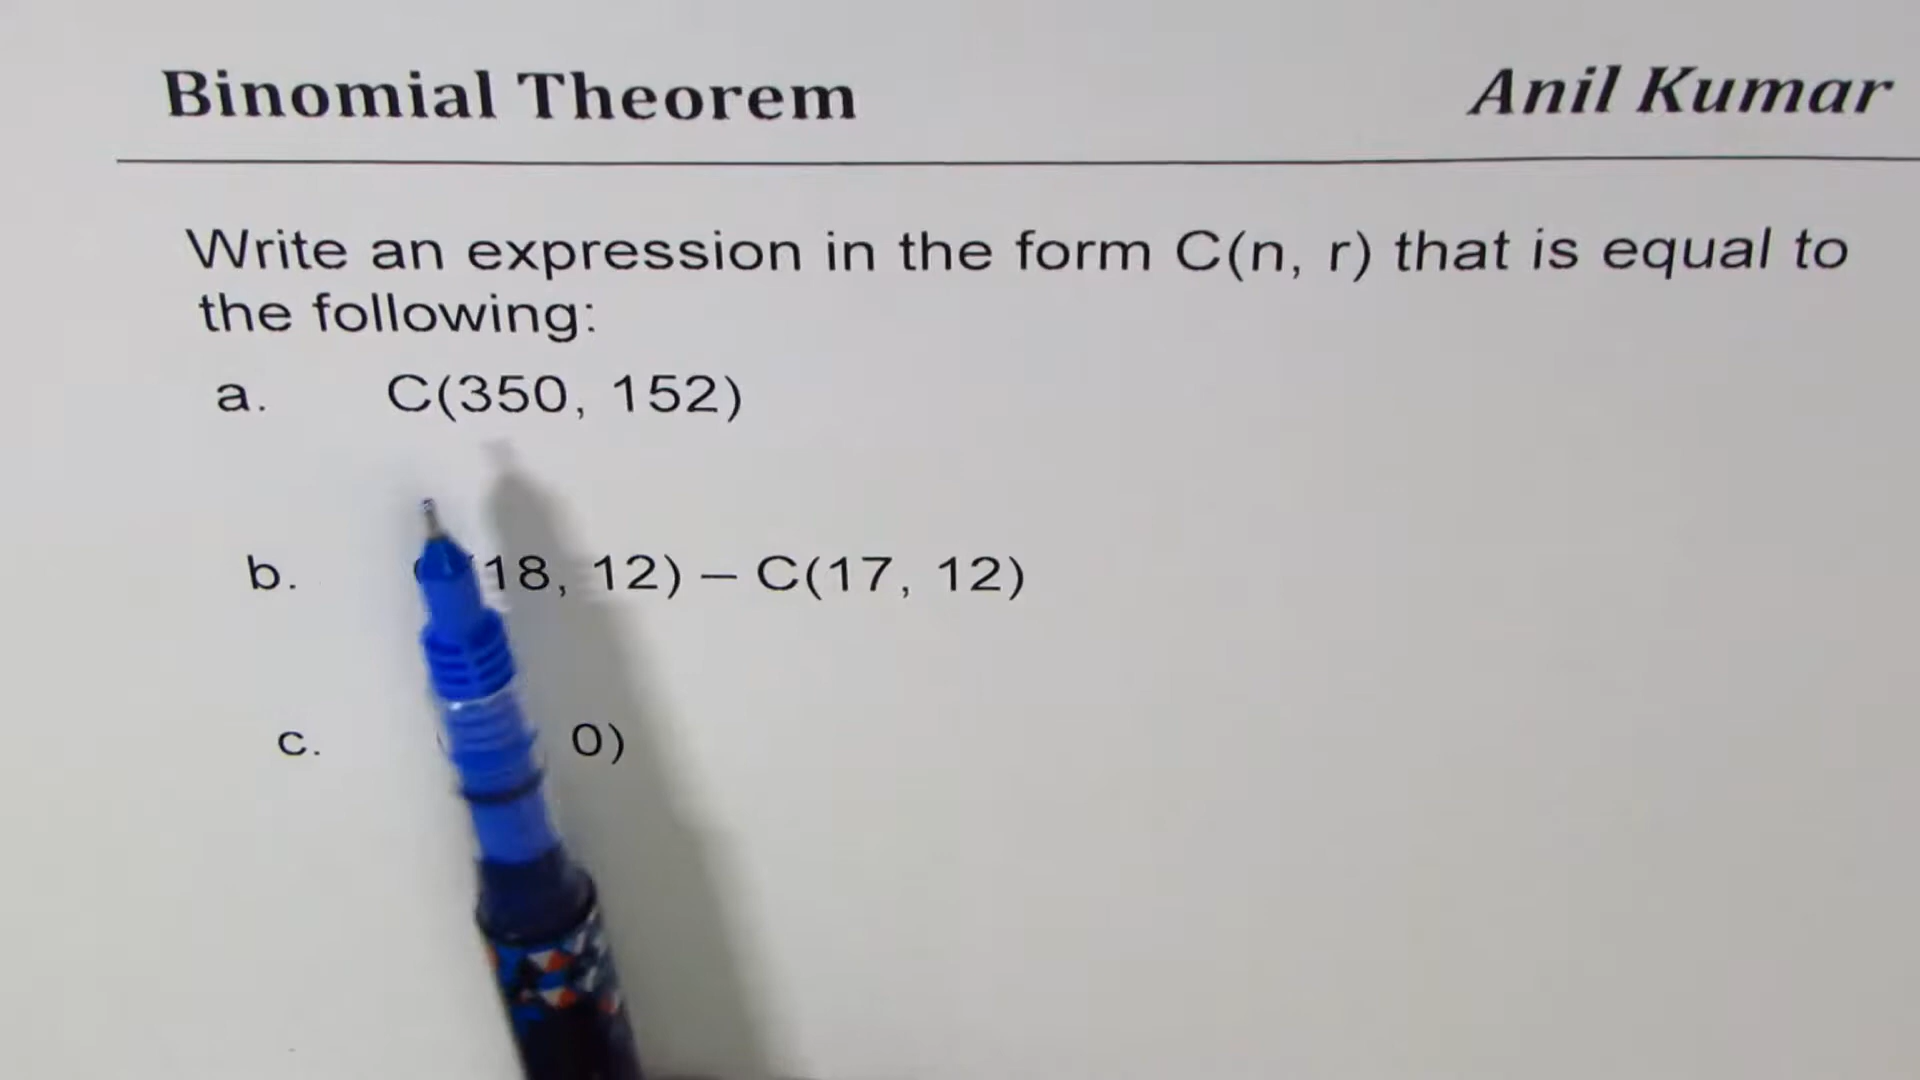 Binomial Theorem Anil Kumar
Write an expression in the form C(n, r) that is equal to
the following:
a. C(350, 152)
b. 18, 12) – C(17, 12)
c. 0)